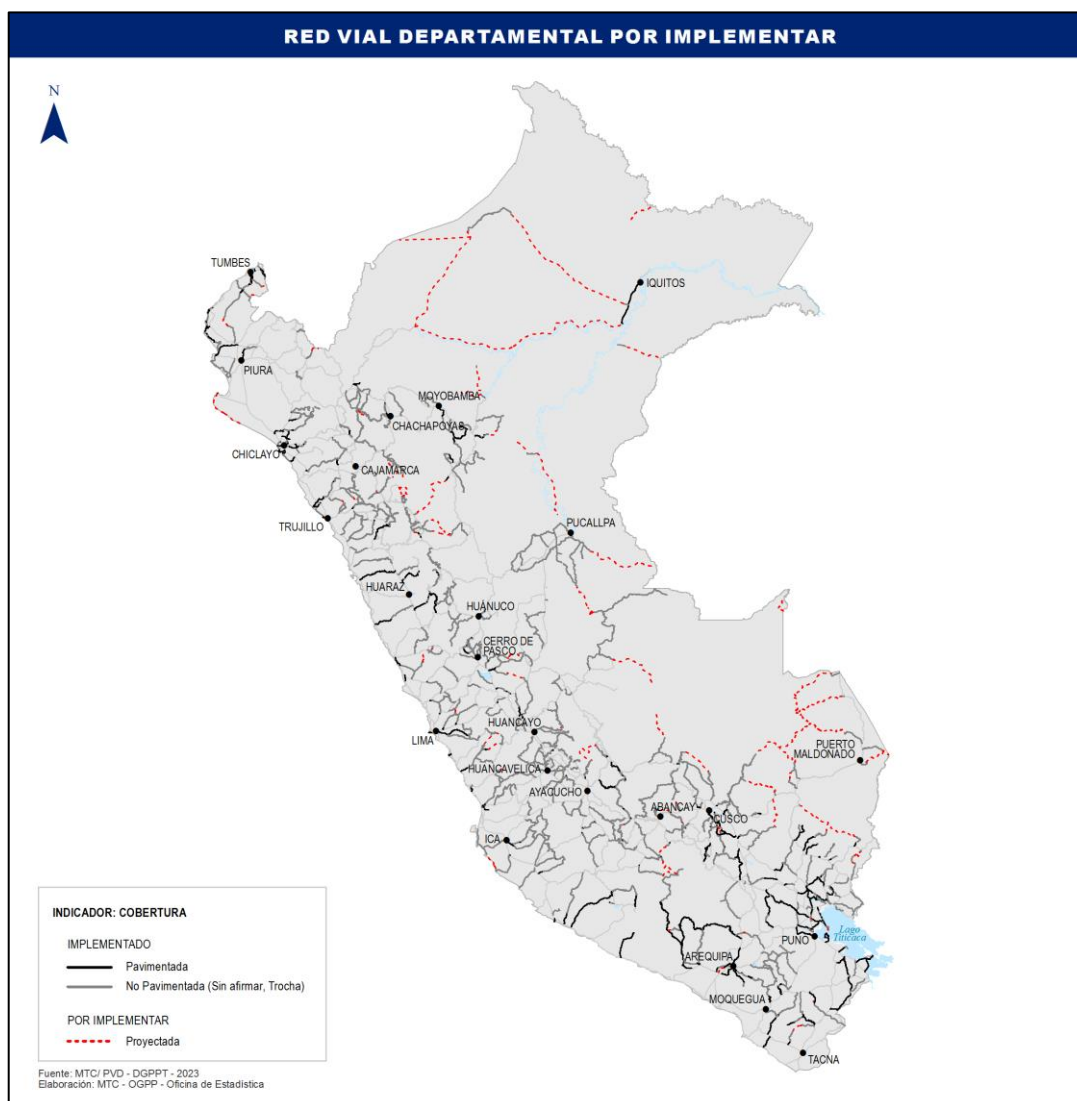 RED VIAL DEPARTAMENTAL POR IMPLEMENTAR
N
TUMBES
IQUITOS
PIURA
MOYOBAMBA
CHACHAPOYAS
CHICLAYO
CAJAMARCA
TRUJILLO
PUCALLPA
HUARAZ
HUÁNUCO
CERRO DE
PASCO
HUANCAYO
LIMA
PUERTO
MALDONADO
HUANCAVELICA
AYACUCHO
ABANCAY
CUSCO
ICA
Lago
Titicaca
PUNO
AREQUIPA
MOQUEGUA
TACNA
INDICADOR: COBERTURA
IMPLEMENTADO
Pavimentada
No Pavimentada (Sin afirmar, Trocha)
POR IMPLEMENTAR
Proyectada
Fuente: MTC/ PVD - DGPPT - 2023
Elaboración: MTC - OGPP - Oficina de Estadística